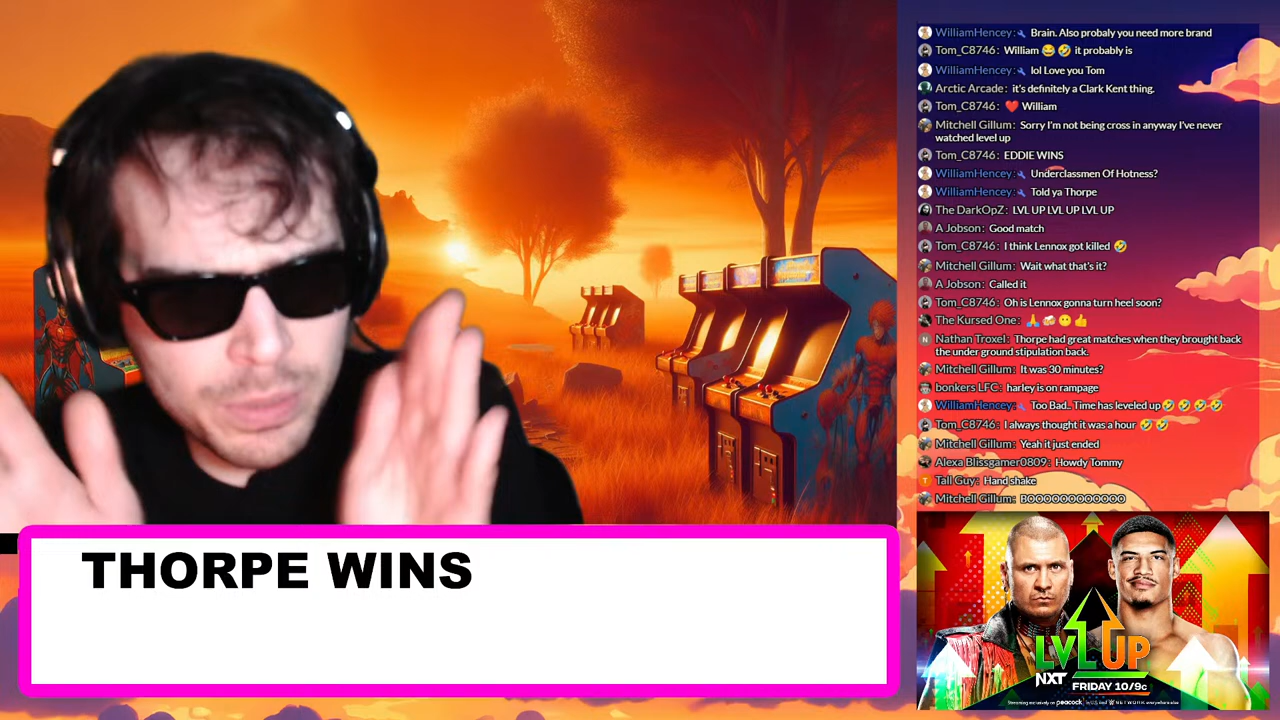 WilliamHencey: Brain. Also probaly you need more brand
Tom_C8746: William 😂 🤣 it probably is
WilliamHencey: lol Love you Tom
Arctic Arcade: it's definitely a Clark Kent thing.
Tom_C8746: ❤️ William
Mitchell Gillum: Sorry I'm not being cross in anyway I've never
watched level up
Tom_C8746: EDDIE WINS
WilliamHencey: Underclassmen Of Hotness?
WilliamHencey: Told ya Thorpe
The DarkOpZ: LVL UP LVL UP LVL UP
A Jobson: Good match
Tom_C8746: I think Lennox got killed 🤣
Mitchell Gillum: Wait what that's it?
A Jobson: Called it
Tom_C8746: Oh is Lennox gonna turn heel soon?
The Kursed One:
N Nathan Troxel: Thorpe had great matches when they brought back
the under ground stipulation back.
Mitchell Gillum: It was 30 minutes?
bonkers LFC: harley is on rampage
WilliamHencey: Too Bad.. Time has leveled up 🤣 🤣 🤣 🤣
Tom_C8746: I always thought it was a hour 🤣 🤣
Mitchell Gillum: Yeah it just ended
Alexa Blissgamer0809: Howdy Tommy
T Tall Guy: Hand shake
Mitchell Gillum: BOOOOOOOOOOOO
THORPE WINS
LVL UP
NXT
FRIDAY 10/9c
Streaming exclusively on peacock